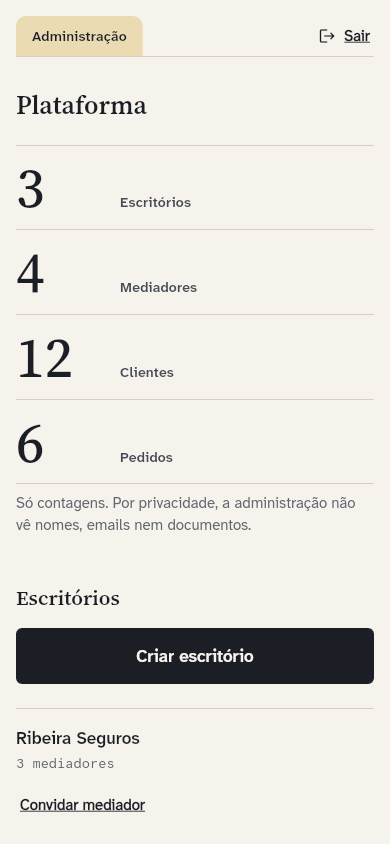 Administração
Sair
Plataforma
3
Escritórios
4
Mediadores
12
Clientes
6
Pedidos
Só contagens. Por privacidade, a administração não
vê nomes, emails nem documentos.
Escritórios
Criar escritório
Ribeira Seguros
3 mediadores
Convidar mediador